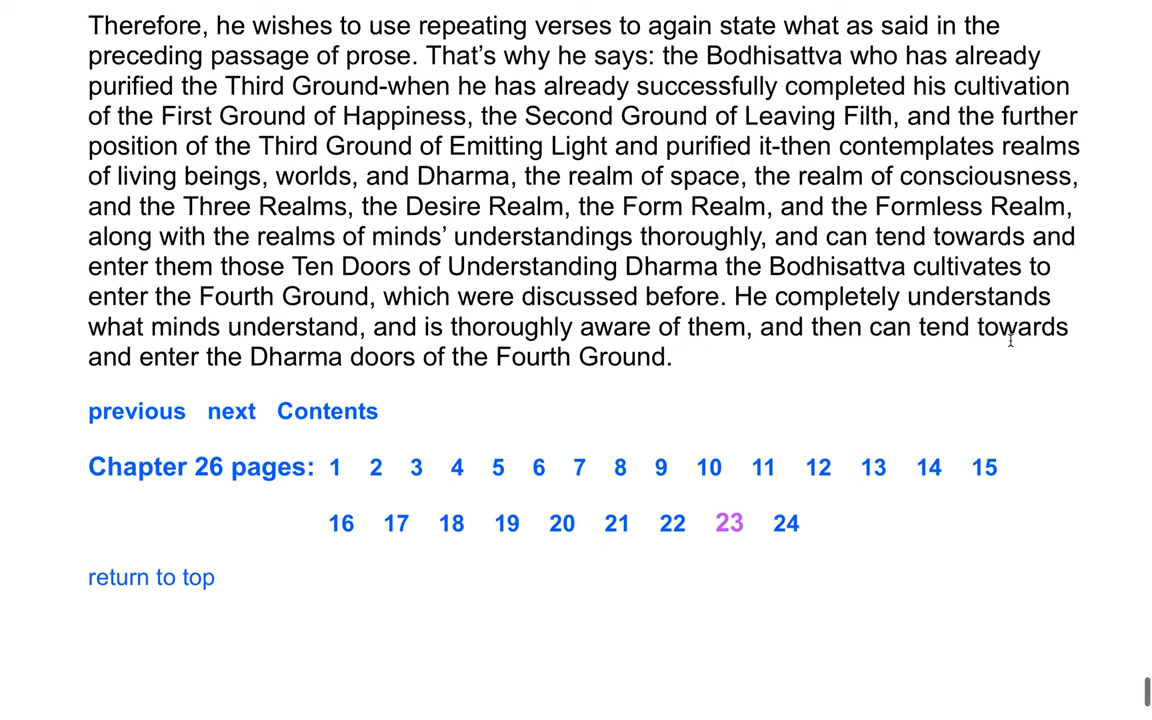 Therefore, he wishes to use repeating verses to again state what as said in the
preceding passage of prose. That’s why he says: the Bodhisattva who has already
purified the Third Ground-when he has already successfully completed his cultivation
of the First Ground of Happiness, the Second Ground of Leaving Filth, and the further
position of the Third Ground of Emitting Light and purified it-then contemplates realms
of living beings, worlds, and Dharma, the realm of space, the realm of consciousness,
and the Three Realms, the Desire Realm, the Form Realm, and the Formless Realm,
along with the realms of minds’ understandings thoroughly, and can tend towards and
enter them those Ten Doors of Understanding Dharma the Bodhisattva cultivates to
enter the Fourth Ground, which were discussed before. He completely understands
what minds understand, and is thoroughly aware of them, and then can tend towards
and enter the Dharma doors of the Fourth Ground.
previous next Contents
Chapter 26 pages: 1 2 3 4 5 6 7 8 9 10 11 12 13 14 15
16 17 18 19 20 21 22 23 24
return to top